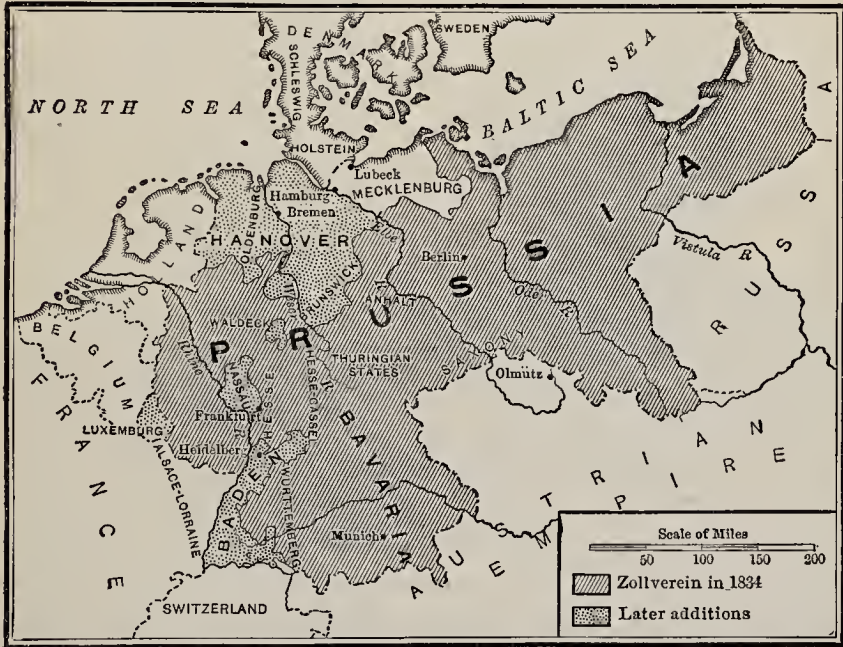 DENMARK
SWEDEN
NORTH SEA
SCHLESWIG
BALTIC SEA
HOLSTEIN
Lubeck
MECKLENBURG
Hamburg
Bremen
OLDENBURG
HANOVER
HOLLAND
BRUNSWICK
Berlin
ANHALT
Vistula R
RUSSIA
PRUSSIA
WALDECK
BELGIUM
Rhine
NASSAU
HESSE
HESSE CASSEL
THURINGIAN
STATES
SAXONY
Oder R
Olmütz
Frankfurt
LUXEMBURG
Heidelber
FRANCE
ALSACE-LORRAINE
BADEN
WURTTEMBERG
BAVARIA
Munich
AUSTRIAN
EMPIRE
SWITZERLAND
Scale of Miles
50 100 150 200
Zollverein in 1834
Later additions